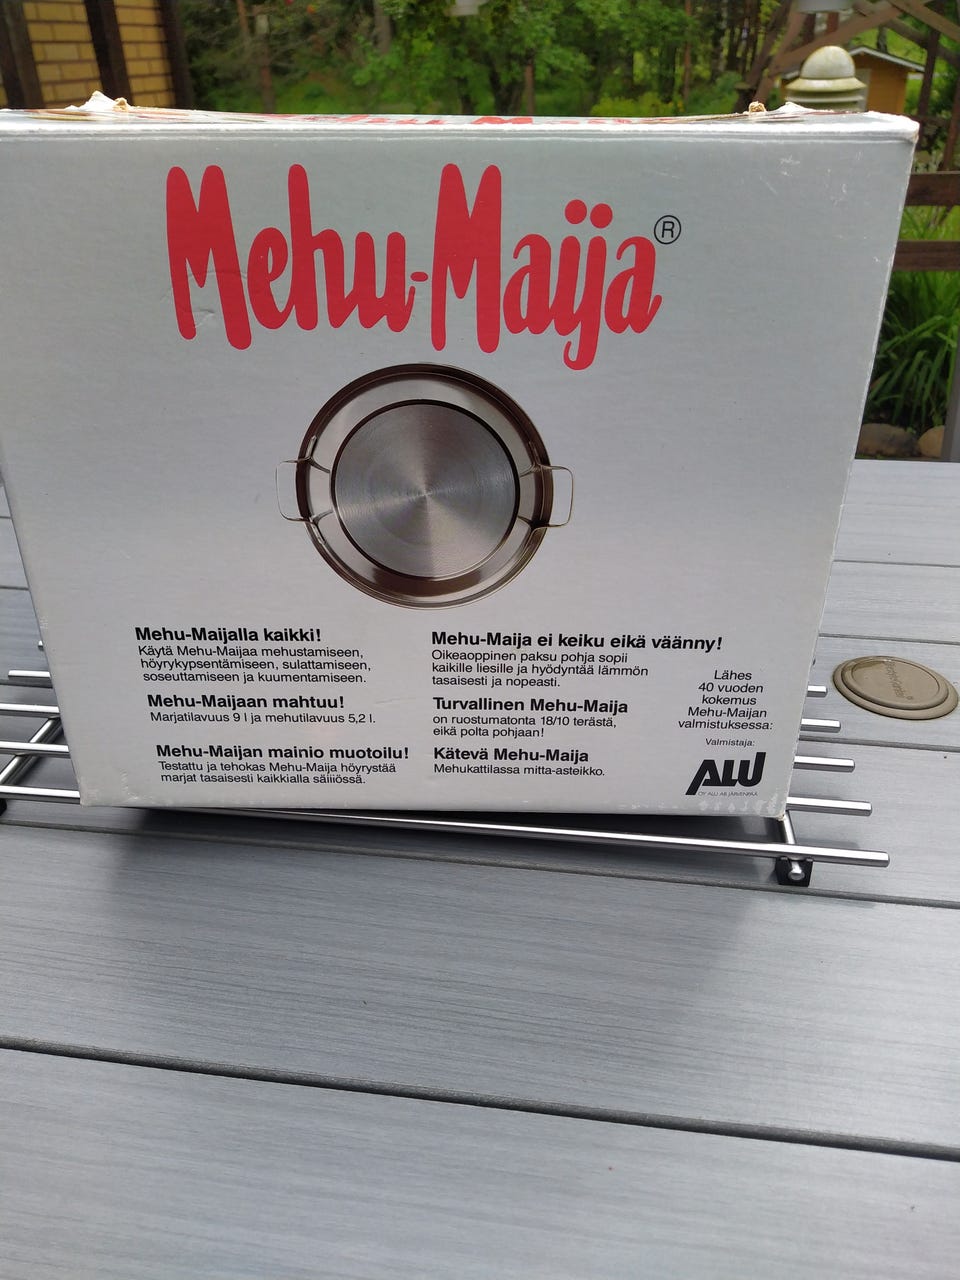 Mehu-Maija®
Mehu-Maijalla kaikki!
Käytä Mehu-Maijaa mehustamiseen,
höyrykypsentämiseen, sulattamiseen,
soseuttamiseen ja kuumentamiseen.
Mehu-Maijaan mahtuu!
Marjatilavuus 9 l ja mehutilavuus 5,2 l.
Mehu-Maijan mainio muotoilu!
Testattu ja tehokas Mehu-Maija höyrystää
marjat tasaisesti kaikkialla säiliössä.
Mehu-Maija ei keiku eikä väänny!
Oikeaoppinen paksu pohja sopii
kaikille liesille ja hyödyntää lämmön
tasaisesti ja nopeasti.
Turvallinen Mehu-Maija
on ruostumatonta 18/10 terästä,
eikä polta pohjaan!
Kätevä Mehu-Maija
Mehukattilassa mitta-asteikko.
Lähes
40 vuoden
kokemus
Mehu-Maijan
valmistuksessa:
Valmistaja:
ALU
OY ALU AB JÄRVENPÄÄ